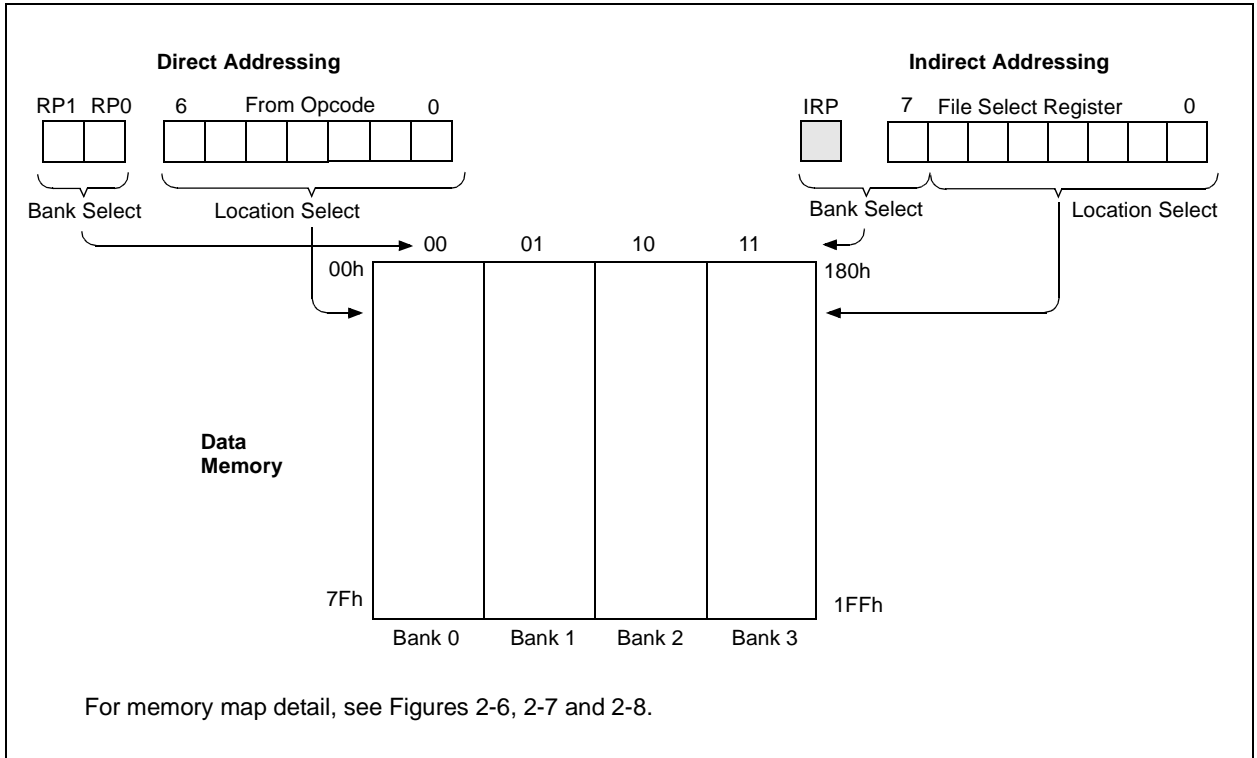 Direct Addressing
Indirect Addressing
RP1 RP0 6 From Opcode 0
IRP 7 File Select Register 0
Bank Select Location Select
Bank Select Location Select
00 01 10 11
00h
180h
Data
Memory
7Fh
1FFh
Bank 0 Bank 1 Bank 2 Bank 3
For memory map detail, see Figures 2-6, 2-7 and 2-8.